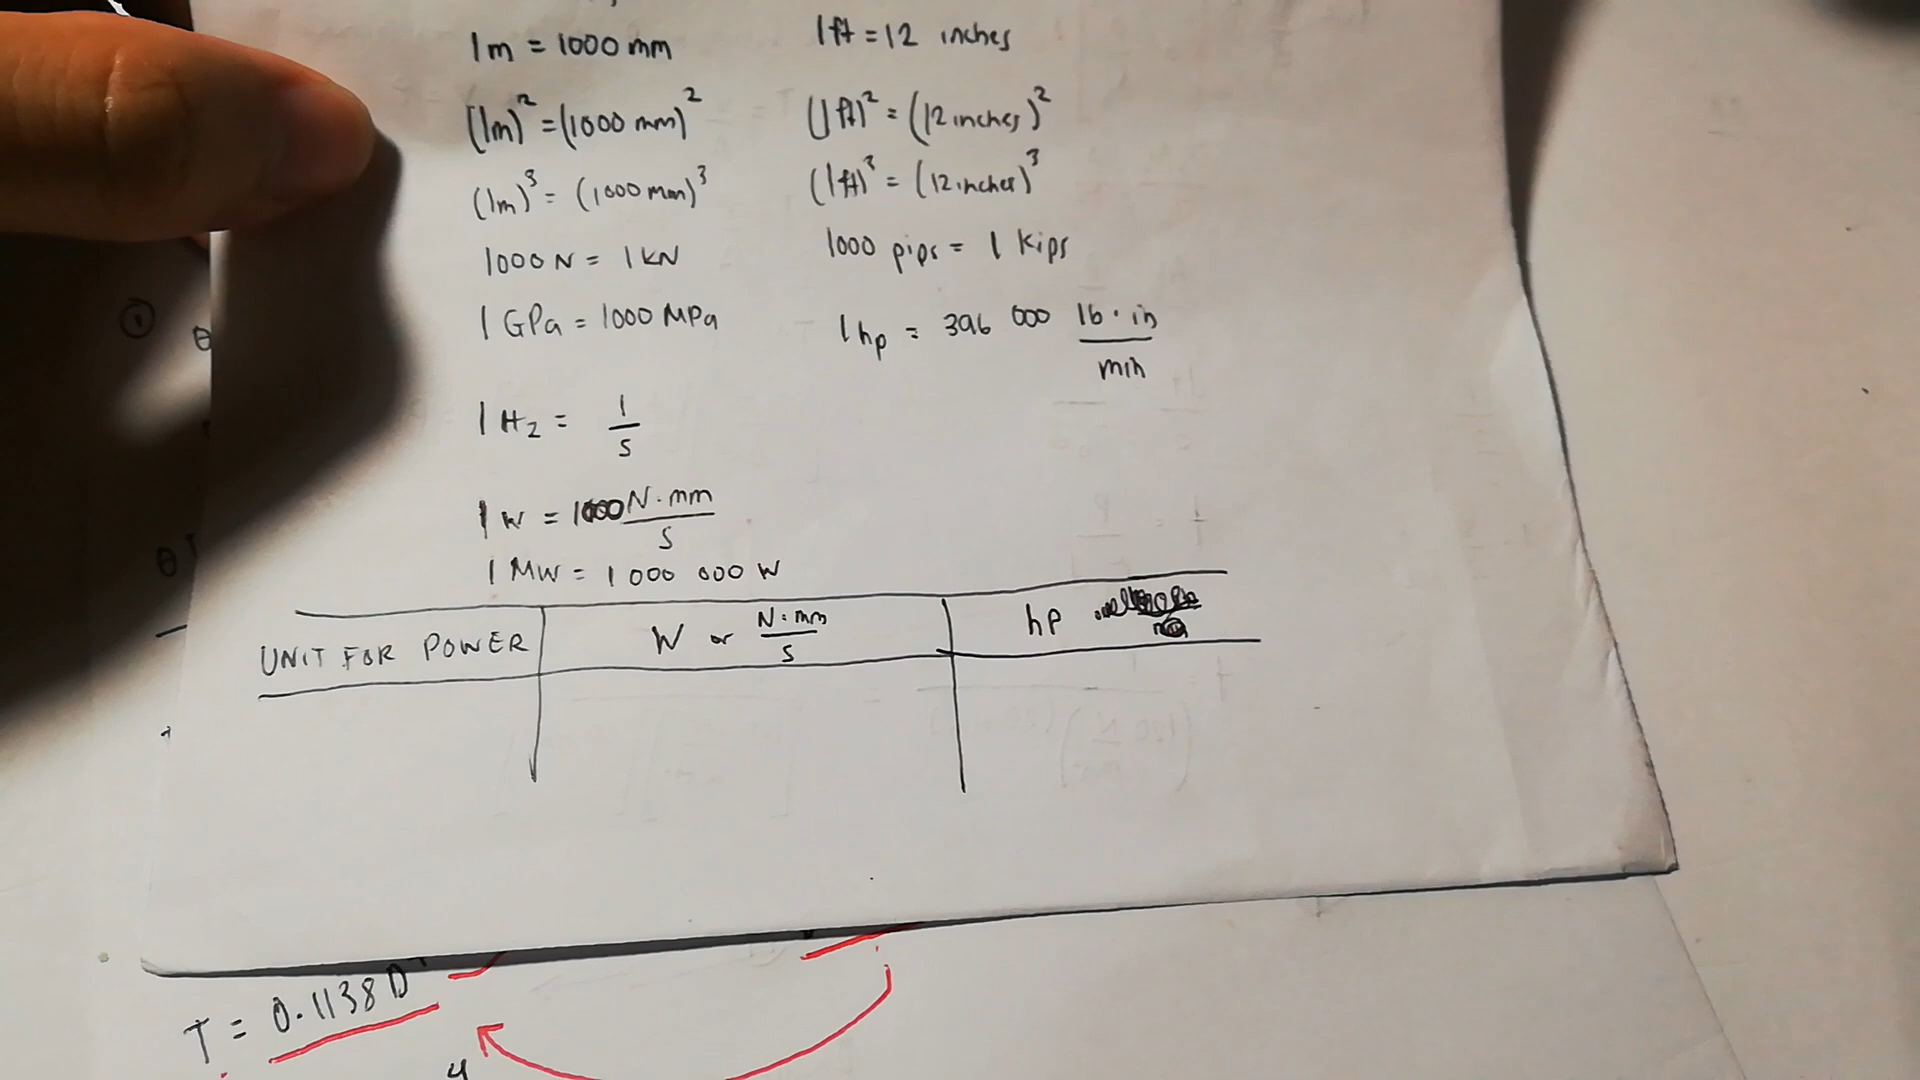 1m = 1000 mm
1ft = 12 inches
(1m)² = (1000 mm)²
(1ft)² = (12 inches)²
(1m)³ = (1000 mm)³
(1ft)³ = (12 inches)³
1000 N = 1 kN
1000 pips = 1 kips
1 GPa = 1000 MPa
1 hp = 396 000 lb·in / min
1 Hz = 1 / s
1 W = 1000 N·mm / s
1 MW = 1 000 000 W
UNIT FOR POWER
W or N·mm / s
hp
T = 0.1138D
4
① θ
θ